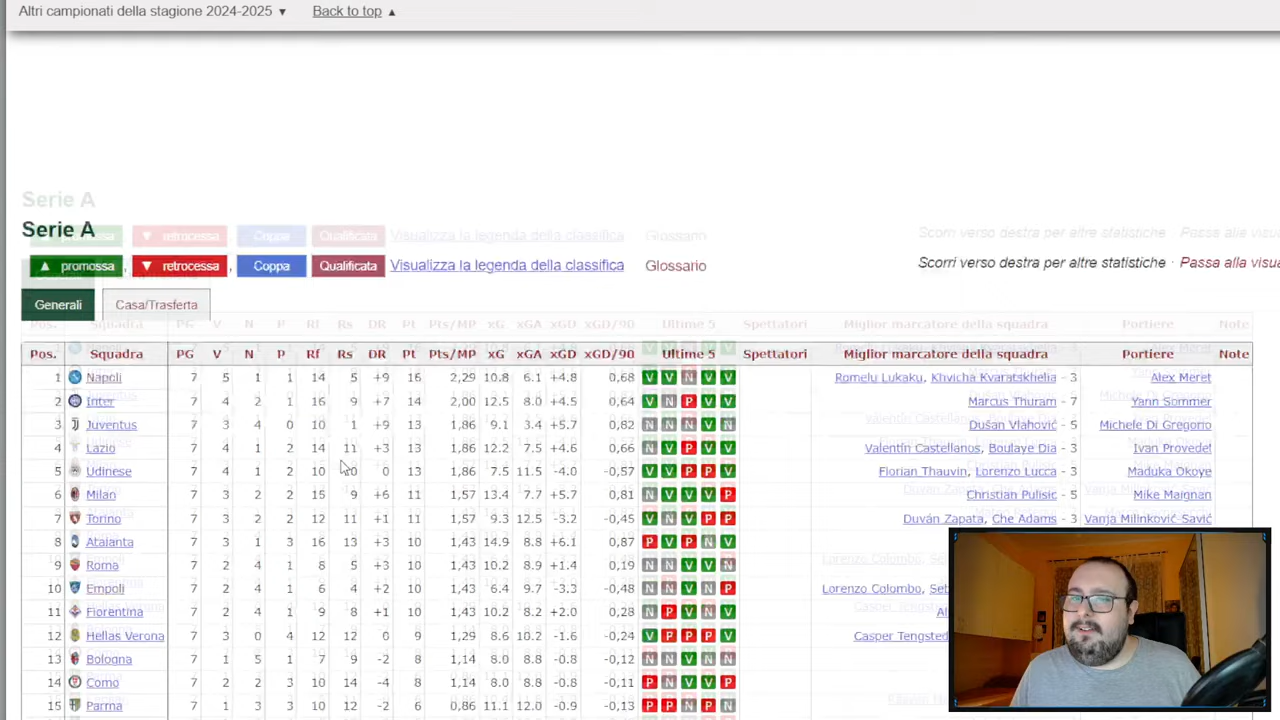 Altri campionati della stagione 2024-2025 ▼ Back to top ▲
Serie A
Serie A
▲ promossa , ▼ retrocessa , Coppa Qualificata Visualizza la legenda della classifica Glossario Scorri verso destra per altre statistiche · Passa alla visua
Generali Casa/Trasferta
Pos. Squadra PG V N P Rf Rs DR Pt Pts/MP xG xGA xGD xGD/90 Ultime 5 Spettatori Miglior marcatore della squadra Portiere Note
1 Napoli 7 5 1 1 14 5 +9 16 2,29 10.8 6.1 +4.8 0,68 V V N V V Romelu Lukaku, Khvicha Kvaratskhelia - 3 Alex Meret
2 Inter 7 4 2 1 16 9 +7 14 2,00 12.5 8.0 +4.5 0,64 V N P V V Marcus Thuram - 7 Yann Sommer
3 Juventus 7 3 4 0 10 1 +9 13 1,86 9.1 3.4 +5.7 0,82 N N N V N Dušan Vlahović - 5 Michele Di Gregorio
4 Lazio 7 4 1 2 14 11 +3 13 1,86 12.2 7.5 +4.6 0,66 N V P V V Valentín Castellanos, Boulaye Dia - 3 Ivan Provedel
5 Udinese 7 4 1 2 10 10 0 13 1,86 7.5 11.5 -4.0 -0,57 V V P P V Florian Thauvin, Lorenzo Lucca - 3 Maduka Okoye
6 Milan 7 3 2 2 15 9 +6 11 1,57 13.4 7.7 +5.7 0,81 N V V V P Christian Pulisic - 5 Mike Maignan
7 Torino 7 3 2 2 12 11 +1 11 1,57 9.3 12.5 -3.2 -0,45 V N V P P Duván Zapata, Che Adams - 3 Vanja Milinković-Savić
8 Atalanta 7 3 1 3 16 13 +3 10 1,43 14.9 8.8 +6.1 0,87 P V P N V
9 Roma 7 2 4 1 8 5 +3 10 1,43 10.2 8.9 +1.4 0,19 N V V N N
10 Empoli 7 2 4 1 6 4 +2 10 1,43 6.4 9.7 -3.3 -0,48 N N V N P Lorenzo Colombo,
11 Fiorentina 7 2 4 1 9 8 +1 10 1,43 10.2 8.2 +2.0 0,28 N P V N V
12 Hellas Verona 7 3 0 4 12 12 0 9 1,29 8.6 10.2 -1.6 -0,24 V P P P V Casper Tengsted
13 Bologna 7 1 5 1 7 9 -2 8 1,14 8.0 8.8 -0.8 -0,12 N N V N N
14 Como 7 2 2 3 10 14 -4 8 1,14 8.0 8.8 -0.8 -0,11 P N V V P
15 Parma 7 1 3 3 10 12 -2 6 0,86 11.1 12.0 -0.9 -0,13 P P N P N